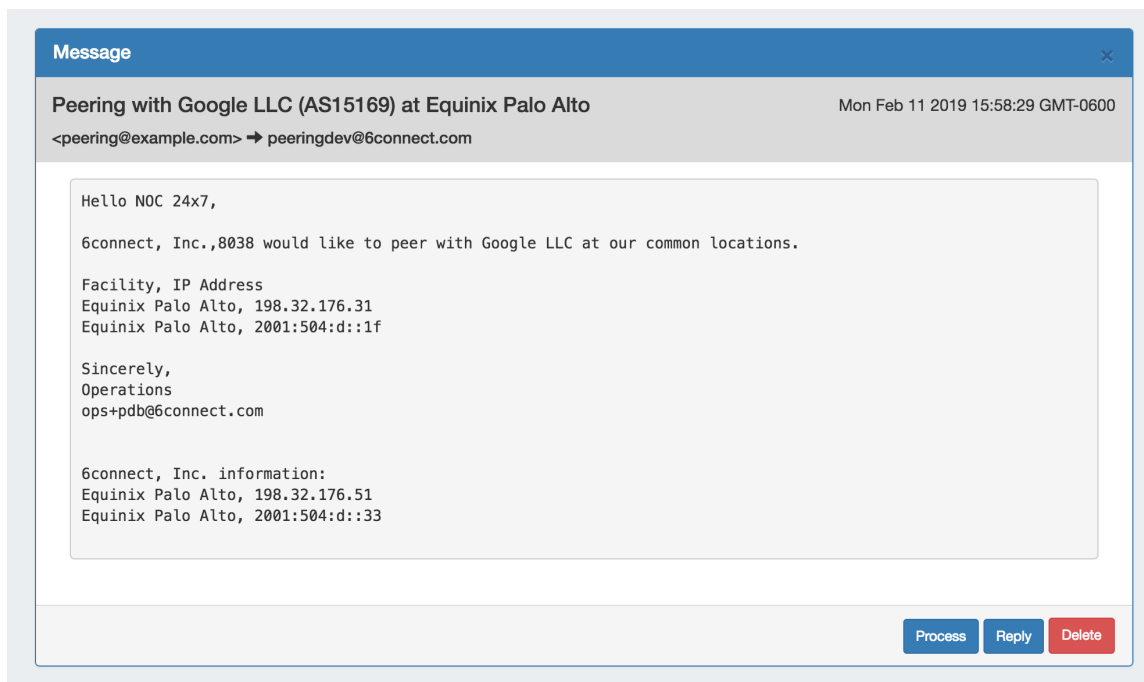 Message
×
Peering with Google LLC (AS15169) at Equinix Palo Alto
Mon Feb 11 2019 15:58:29 GMT-0600
<peering@example.com> ➔ peeringdev@6connect.com
Hello NOC 24x7,
6connect, Inc.,8038 would like to peer with Google LLC at our common locations.
Facility, IP Address
Equinix Palo Alto, 198.32.176.31
Equinix Palo Alto, 2001:504:d::1f
Sincerely,
Operations
ops+pdb@6connect.com
6connect, Inc. information:
Equinix Palo Alto, 198.32.176.51
Equinix Palo Alto, 2001:504:d::33
Process
Reply
Delete